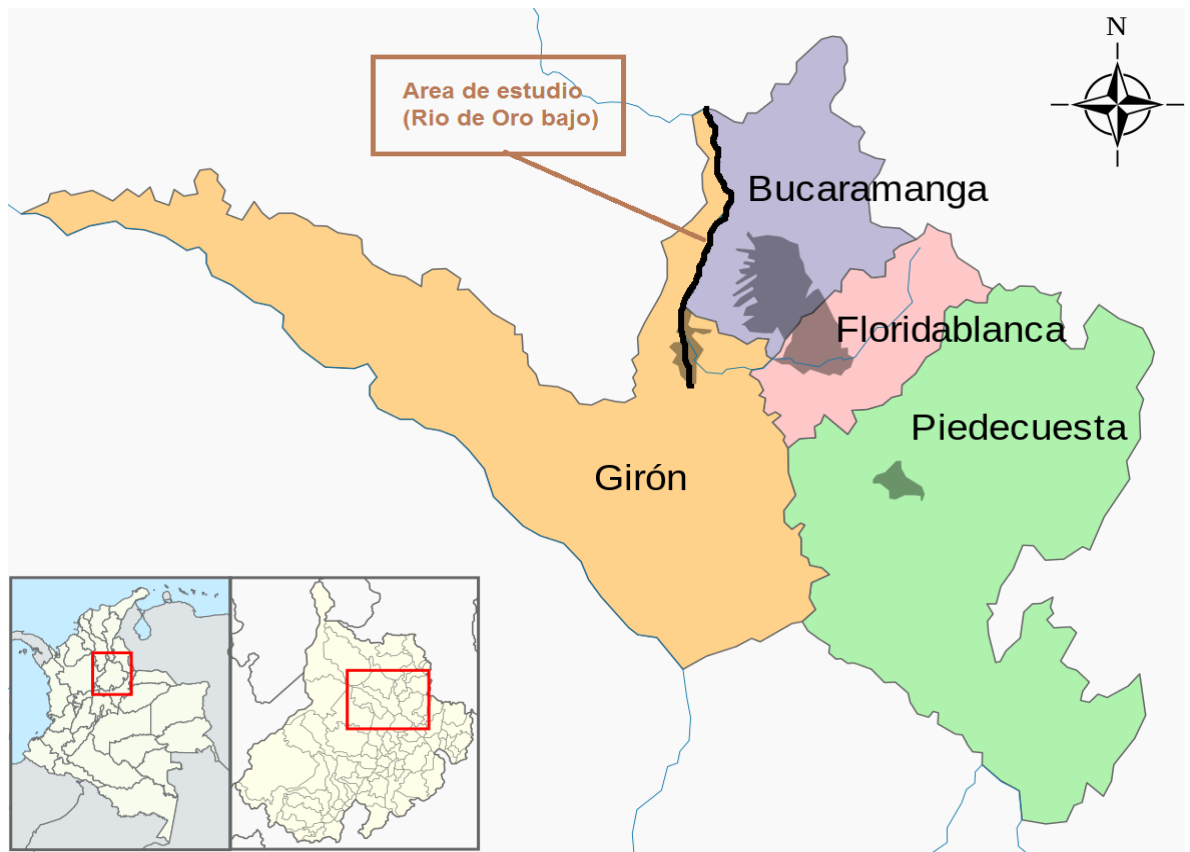 N
Area de estudio
(Rio de Oro bajo)
Bucaramanga
Floridablanca
Piedecuesta
Girón